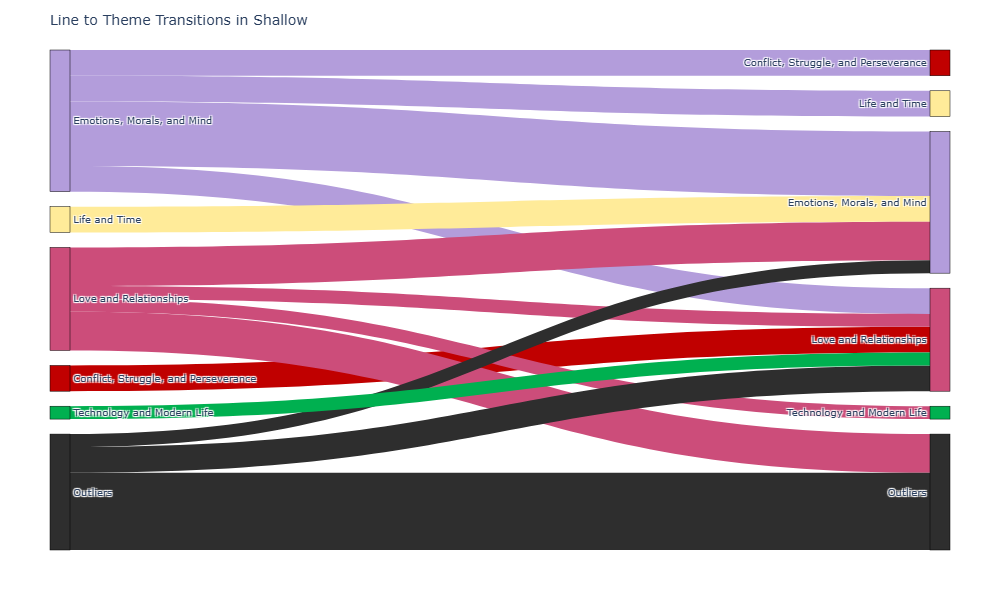 Line to Theme Transitions in Shallow
Conflict, Struggle, and Perseverance
Life and Time
Emotions, Morals, and Mind
Emotions, Morals, and Mind
Life and Time
Love and Relationships
Love and Relationships
Conflict, Struggle, and Perseverance
Technology and Modern Life
Technology and Modern Life
Outliers
Outliers